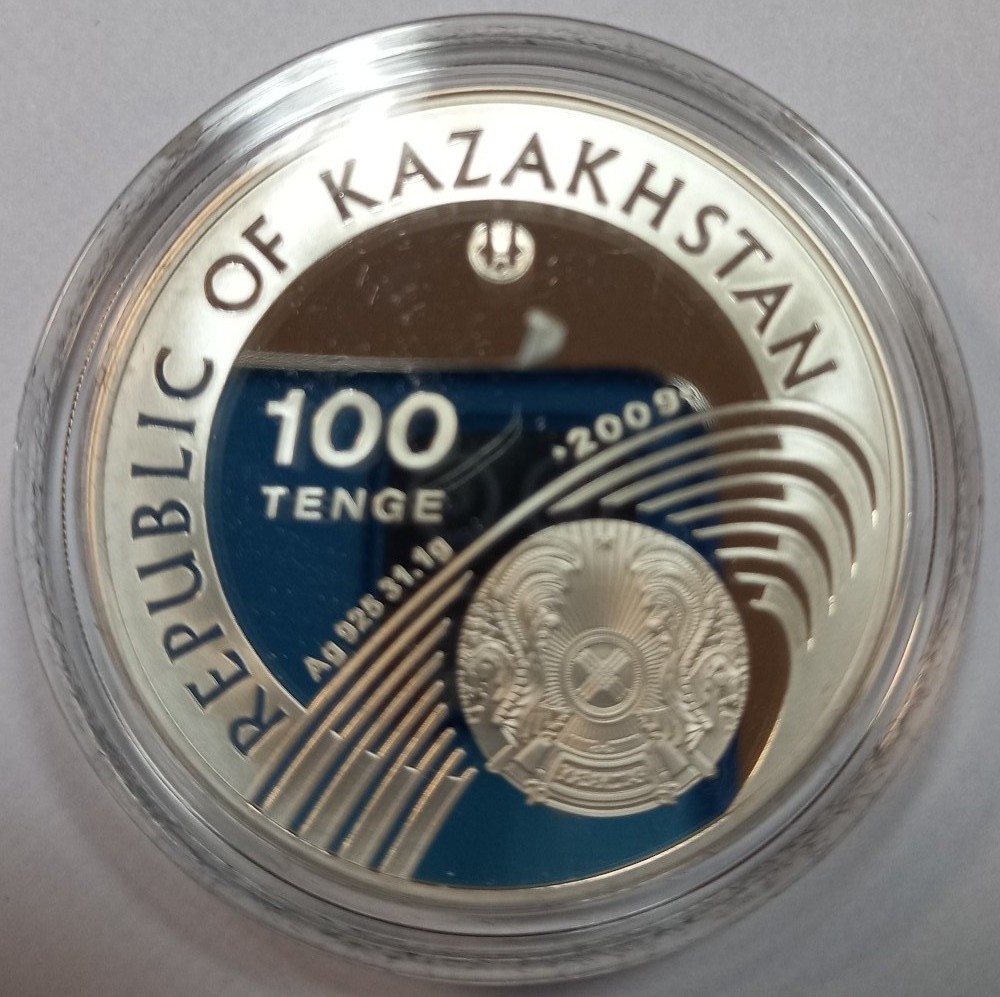 REPUBLIC OF KAZAKHSTAN
100
TENGE
·2009·
Ag 925 31.1g